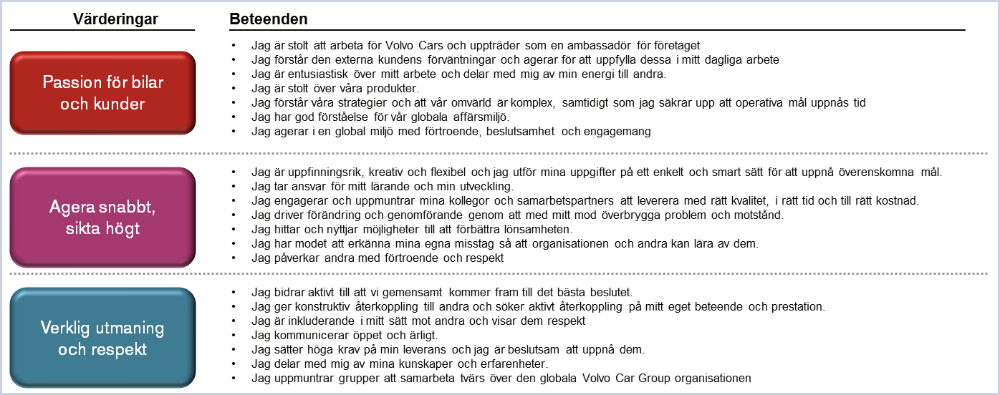 Värderingar
Beteenden
Passion för bilar
och kunder
• Jag är stolt att arbeta för Volvo Cars och uppträder som en ambassadör för företaget
• Jag förstår den externa kundens förväntningar och agerar för att uppfylla dessa i mitt dagliga arbete
• Jag är entusiastisk över mitt arbete och delar med mig av min energi till andra.
• Jag är stolt över våra produkter.
• Jag förstår våra strategier och att vår omvärld är komplex, samtidigt som jag säkrar upp att operativa mål uppnås tid
• Jag har god förståelse för vår globala affärsmiljö.
• Jag agerar i en global miljö med förtroende, beslutsamhet och engagemang
Agera snabbt,
sikta högt
• Jag är uppfinningsrik, kreativ och flexibel och jag utför mina uppgifter på ett enkelt och smart sätt för att uppnå överenskomna mål.
• Jag tar ansvar för mitt lärande och min utveckling.
• Jag engagerar och uppmuntrar mina kollegor och samarbetspartners att leverera med rätt kvalitet, i rätt tid och till rätt kostnad.
• Jag driver förändring och genomförande genom att med mitt mod överbrygga problem och motstånd.
• Jag hittar och nyttjar möjligheter till att förbättra lönsamheten.
• Jag har modet att erkänna mina egna misstag så att organisationen och andra kan lära av dem.
• Jag påverkar andra med förtroende och respekt
Verklig utmaning
och respekt
• Jag bidrar aktivt till att vi gemensamt kommer fram till det bästa beslutet.
• Jag ger konstruktiv återkoppling till andra och söker aktivt återkoppling på mitt eget beteende och prestation.
• Jag är inkluderande i mitt sätt mot andra och visar dem respekt
• Jag kommunicerar öppet och ärligt.
• Jag sätter höga krav på min leverans och jag är beslutsam att uppnå dem.
• Jag delar med mig av mina kunskaper och erfarenheter.
• Jag uppmuntrar grupper att samarbeta tvärs över den globala Volvo Car Group organisationen